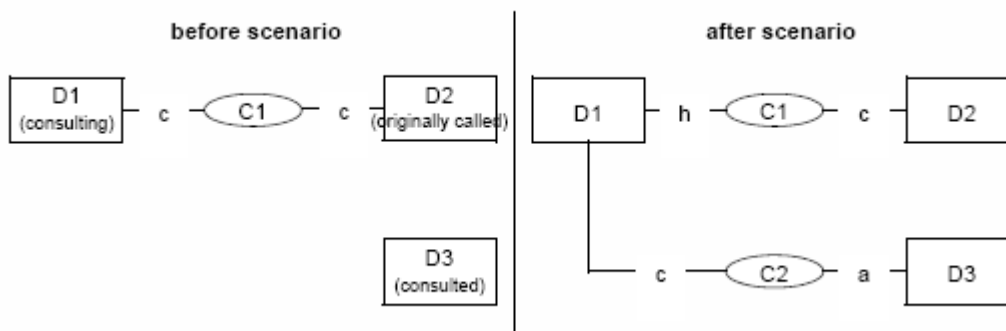 before scenario
D1
(consulting)
c
C1
c
D2
(originally called)
D3
(consulted)
after scenario
D1
h
C1
c
D2
c
C2
a
D3